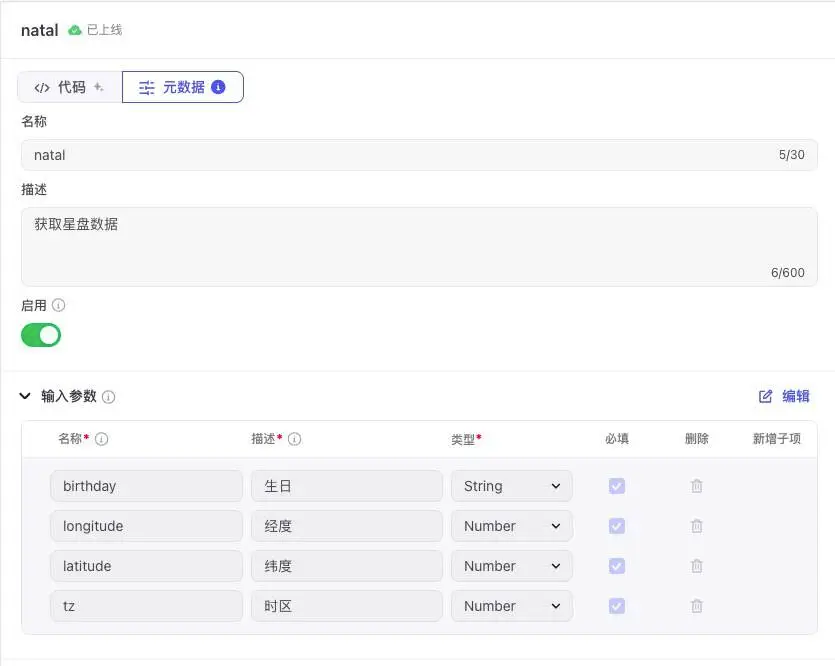 natal 已上线
代码 元数据
名称
natal 5/30
描述
获取星盘数据
6/600
启用
输入参数 编辑
名称* 描述* 类型* 必填 删除 新增子项
birthday 生日 String
longitude 经度 Number
latitude 纬度 Number
tz 时区 Number